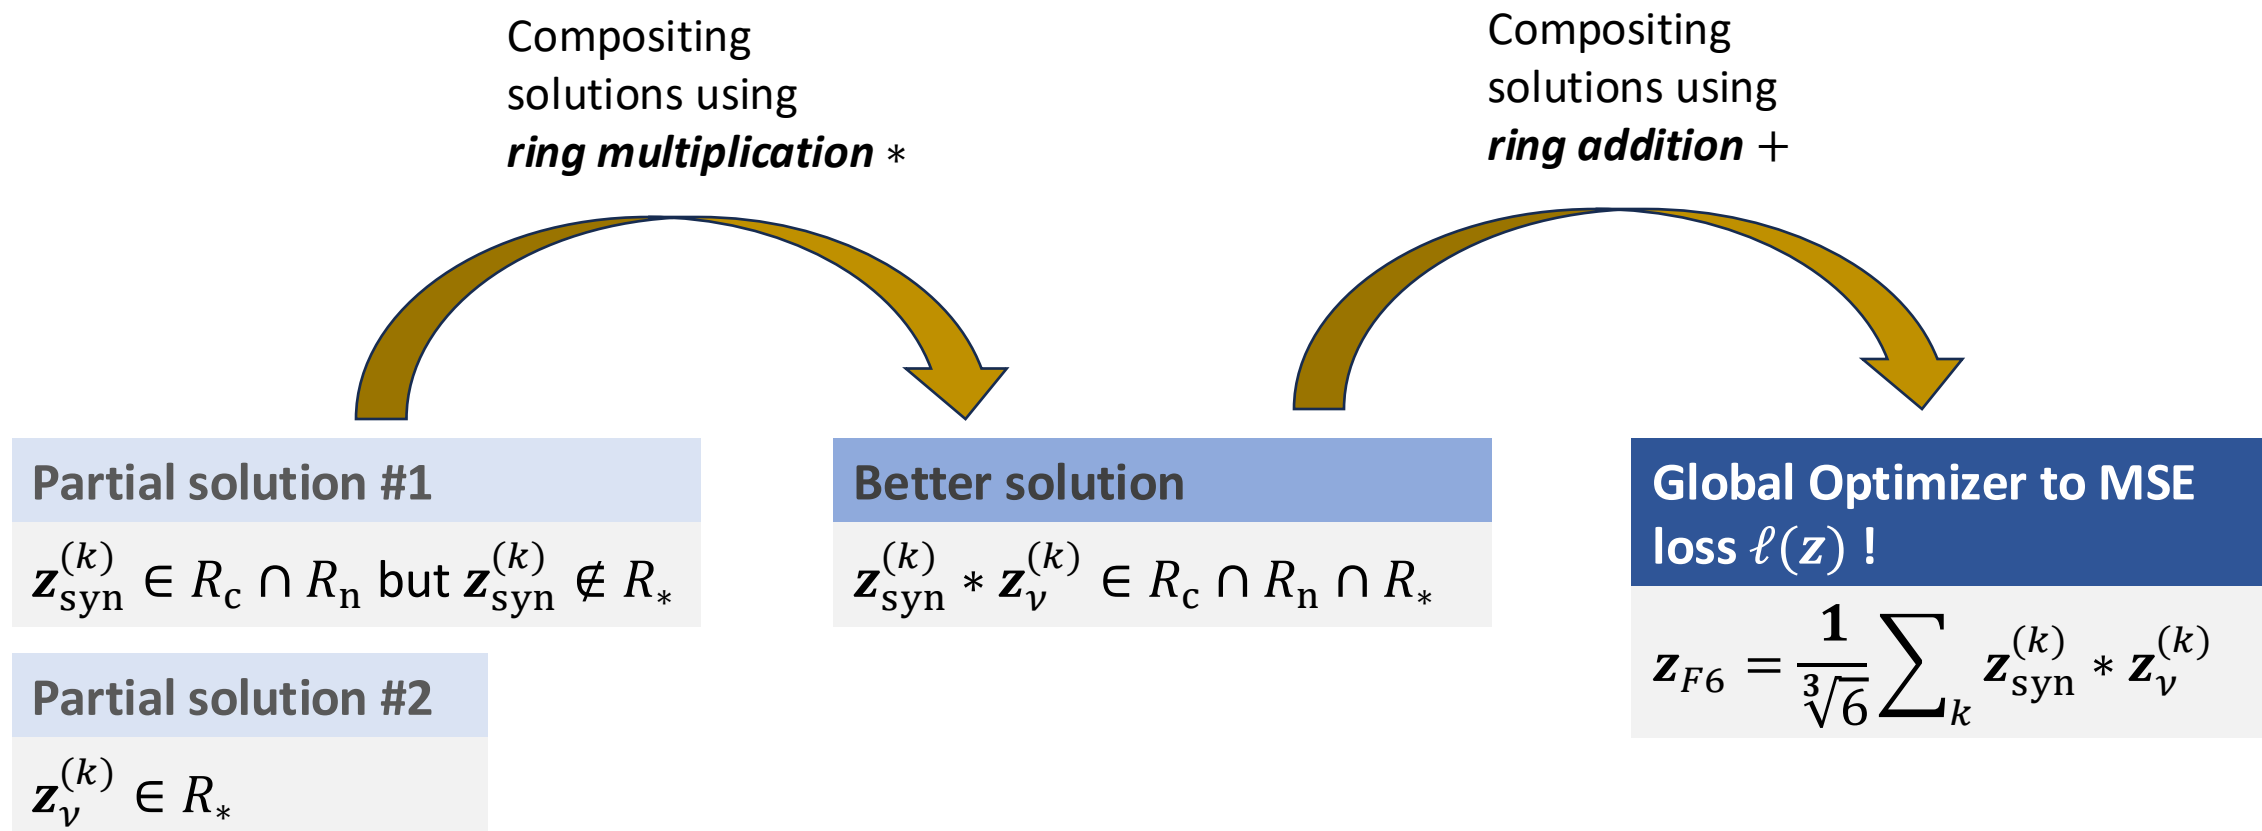 Compositing
solutions using
ring multiplication ∗
Compositing
solutions using
ring addition +
Partial solution #1
𝒛_syn^(k) ∈ R_c ∩ R_n but 𝒛_syn^(k) ∉ R_∗
Partial solution #2
𝒛_ν^(k) ∈ R_∗
Better solution
𝒛_syn^(k) ∗ 𝒛_ν^(k) ∈ R_c ∩ R_n ∩ R_∗
Global Optimizer to MSE
loss ℓ(𝒛) !
𝒛_F6 = 1/∛6 ∑_k 𝒛_syn^(k) ∗ 𝒛_ν^(k)